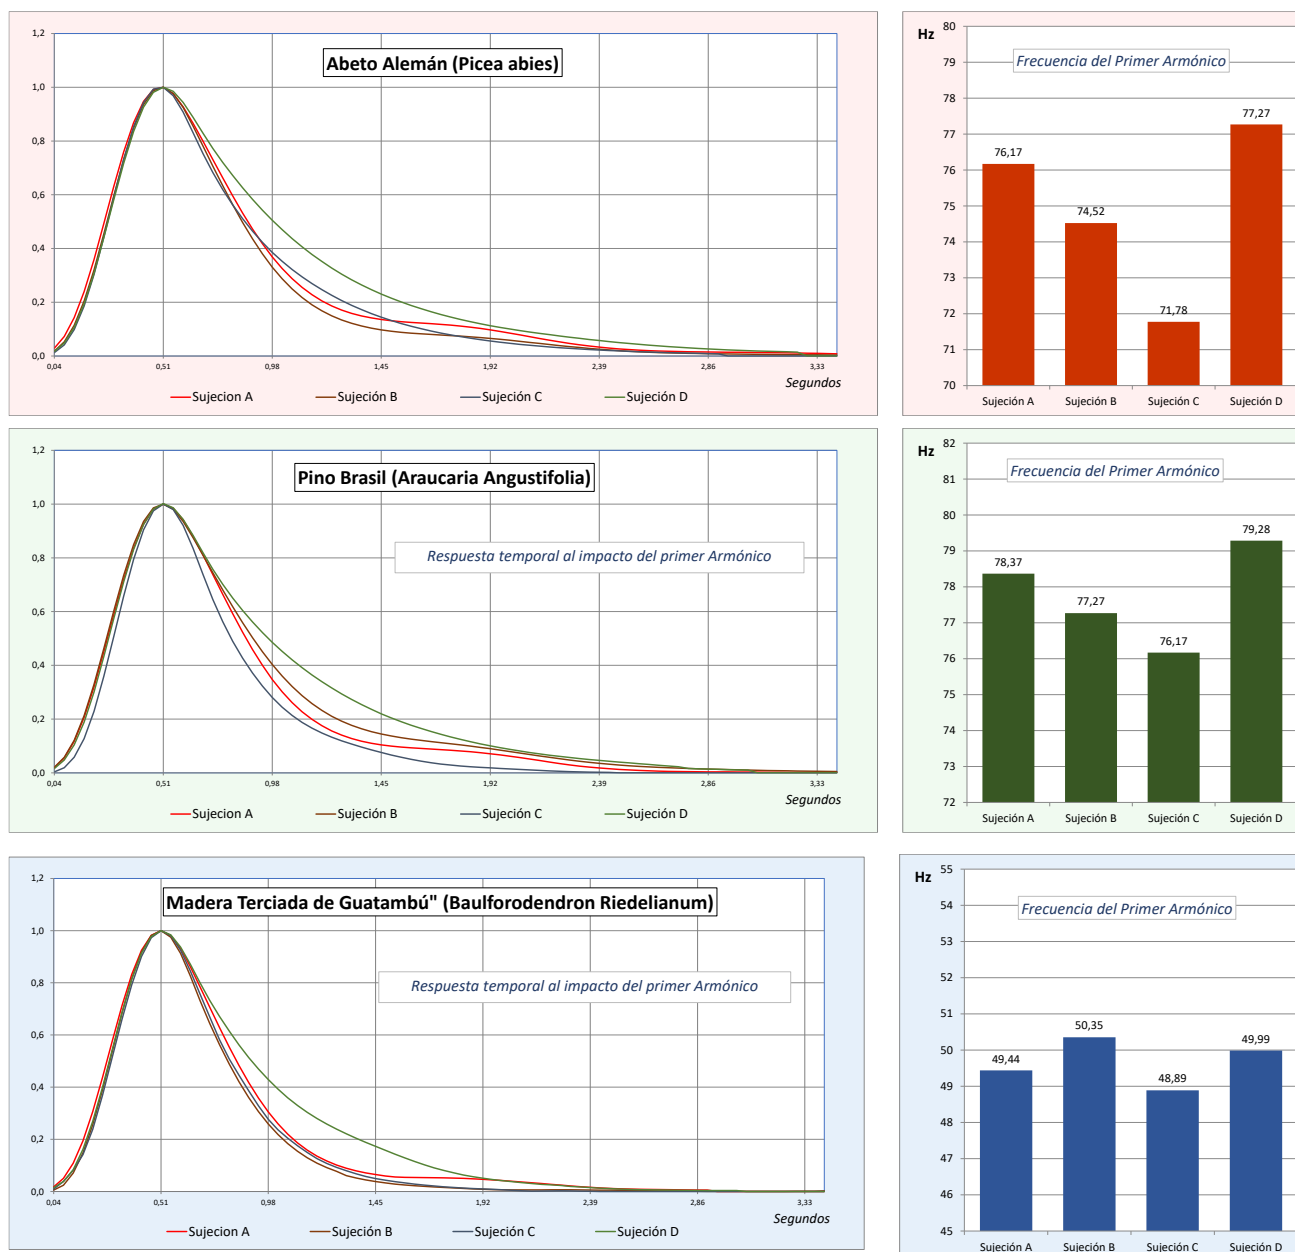 Abeto Alemán (Picea abies)
1,2
1,0
0,8
0,6
0,4
0,2
0,0
0,04 0,51 0,98 1,45 1,92 2,39 2,86 3,33
Segundos
Sujecion A Sujeción B Sujeción C Sujeción D
Hz
Frecuencia del Primer Armónico
80
79
78
77
76
75
74
73
72
71
70
76,17
74,52
71,78
77,27
Sujeción A Sujeción B Sujeción C Sujeción D
Pino Brasil (Araucaria Angustifolia)
Respuesta temporal al impacto del primer Armónico
1,2
1,0
0,8
0,6
0,4
0,2
0,0
0,04 0,51 0,98 1,45 1,92 2,39 2,86 3,33
Segundos
Sujecion A Sujeción B Sujeción C Sujeción D
Hz
Frecuencia del Primer Armónico
82
81
80
79
78
77
76
75
74
73
72
78,37
77,27
76,17
79,28
Sujeción A Sujeción B Sujeción C Sujeción D
Madera Terciada de Guatambú" (Baulforodendron Riedelianum)
Respuesta temporal al impacto del primer Armónico
1,2
1,0
0,8
0,6
0,4
0,2
0,0
0,04 0,51 0,98 1,45 1,92 2,39 2,86 3,33
Segundos
Sujecion A Sujeción B Sujeción C Sujeción D
Hz
Frecuencia del Primer Armónico
55
54
53
52
51
50
49
48
47
46
45
49,44
50,35
48,89
49,99
Sujeción A Sujeción B Sujeción C Sujeción D